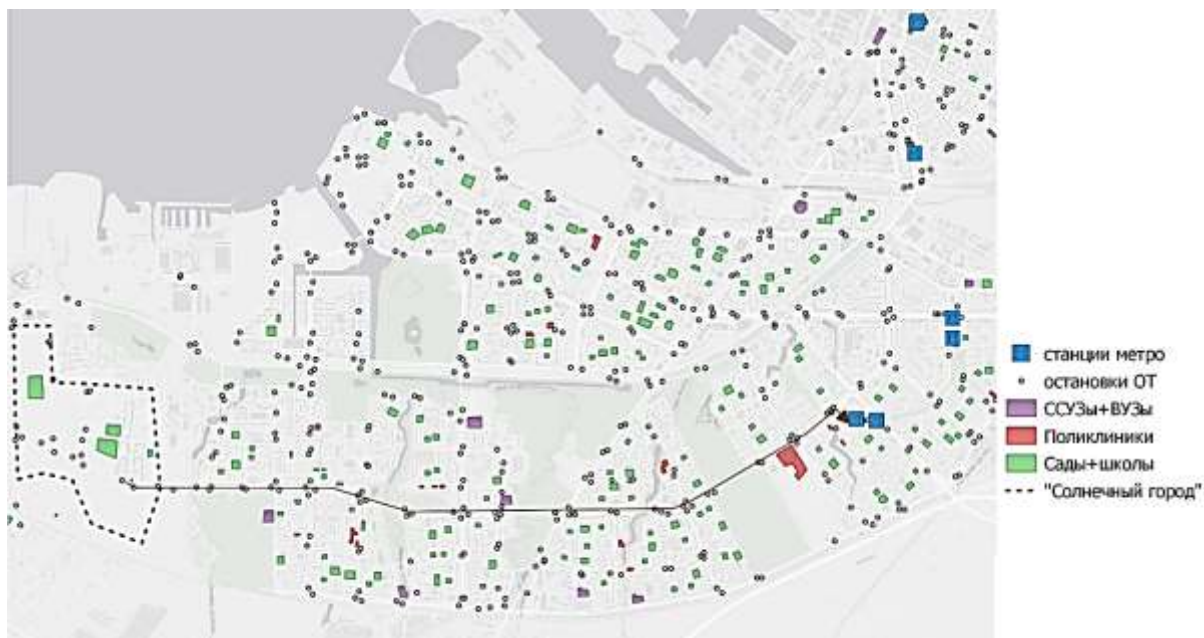 станции метро
остановки ОТ
ССУЗы+ВУЗы
Поликлиники
Сады+школы
"Солнечный город"